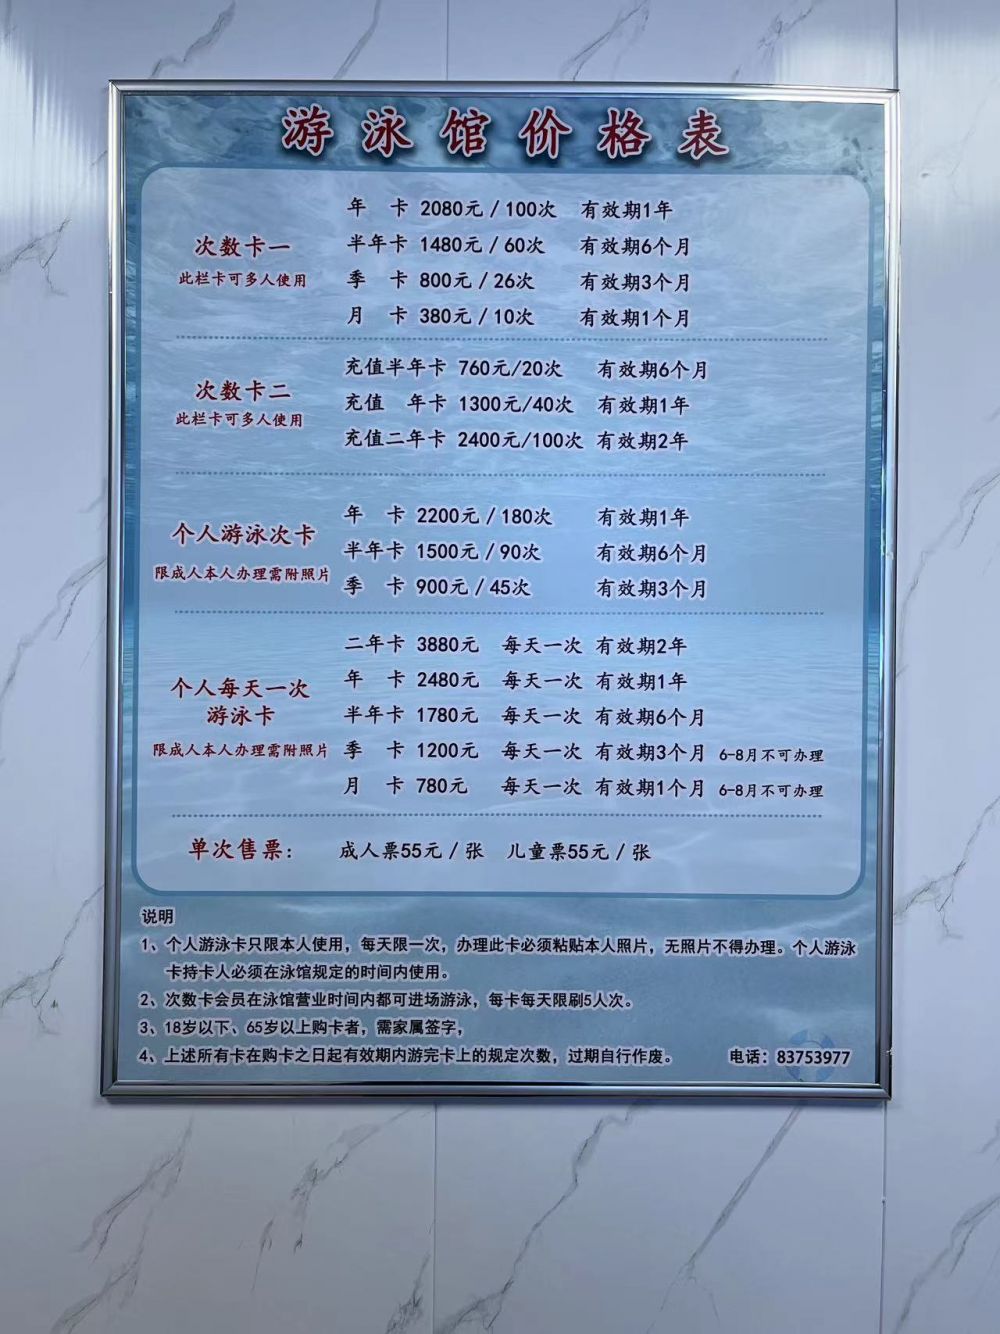 游泳馆价格表
次数卡一
此栏卡可多人使用
年 卡 2080元/100次 有效期1年
半年卡 1480元/60次 有效期6个月
季 卡 800元/26次 有效期3个月
月 卡 380元/10次 有效期1个月
次数卡二
此栏卡可多人使用
充值半年卡 760元/20次 有效期6个月
充值 年卡 1300元/40次 有效期1年
充值二年卡 2400元/100次 有效期2年
个人游泳次卡
限成人本人办理需附照片
年 卡 2200元/180次 有效期1年
半年卡 1500元/90次 有效期6个月
季 卡 900元/45次 有效期3个月
个人每天一次
游泳卡
限成人本人办理需附照片
二年卡 3880元 每天一次 有效期2年
年 卡 2480元 每天一次 有效期1年
半年卡 1780元 每天一次 有效期6个月
季 卡 1200元 每天一次 有效期3个月 6-8月不可办理
月 卡 780元 每天一次 有效期1个月 6-8月不可办理
单次售票： 成人票55元/张 儿童票55元/张
说明
1、个人游泳卡只限本人使用，每天限一次，办理此卡必须粘贴本人照片，无照片不得办理。个人游泳
卡持卡人必须在泳馆规定的时间内使用。
2、次数卡会员在泳馆营业时间内都可进场游泳，每卡每天限刷5人次。
3、18岁以下、65岁以上购卡者，需家属签字，
4、上述所有卡在购卡之日起有效期内游完卡上的规定次数，过期自行作废。 电话：83753977